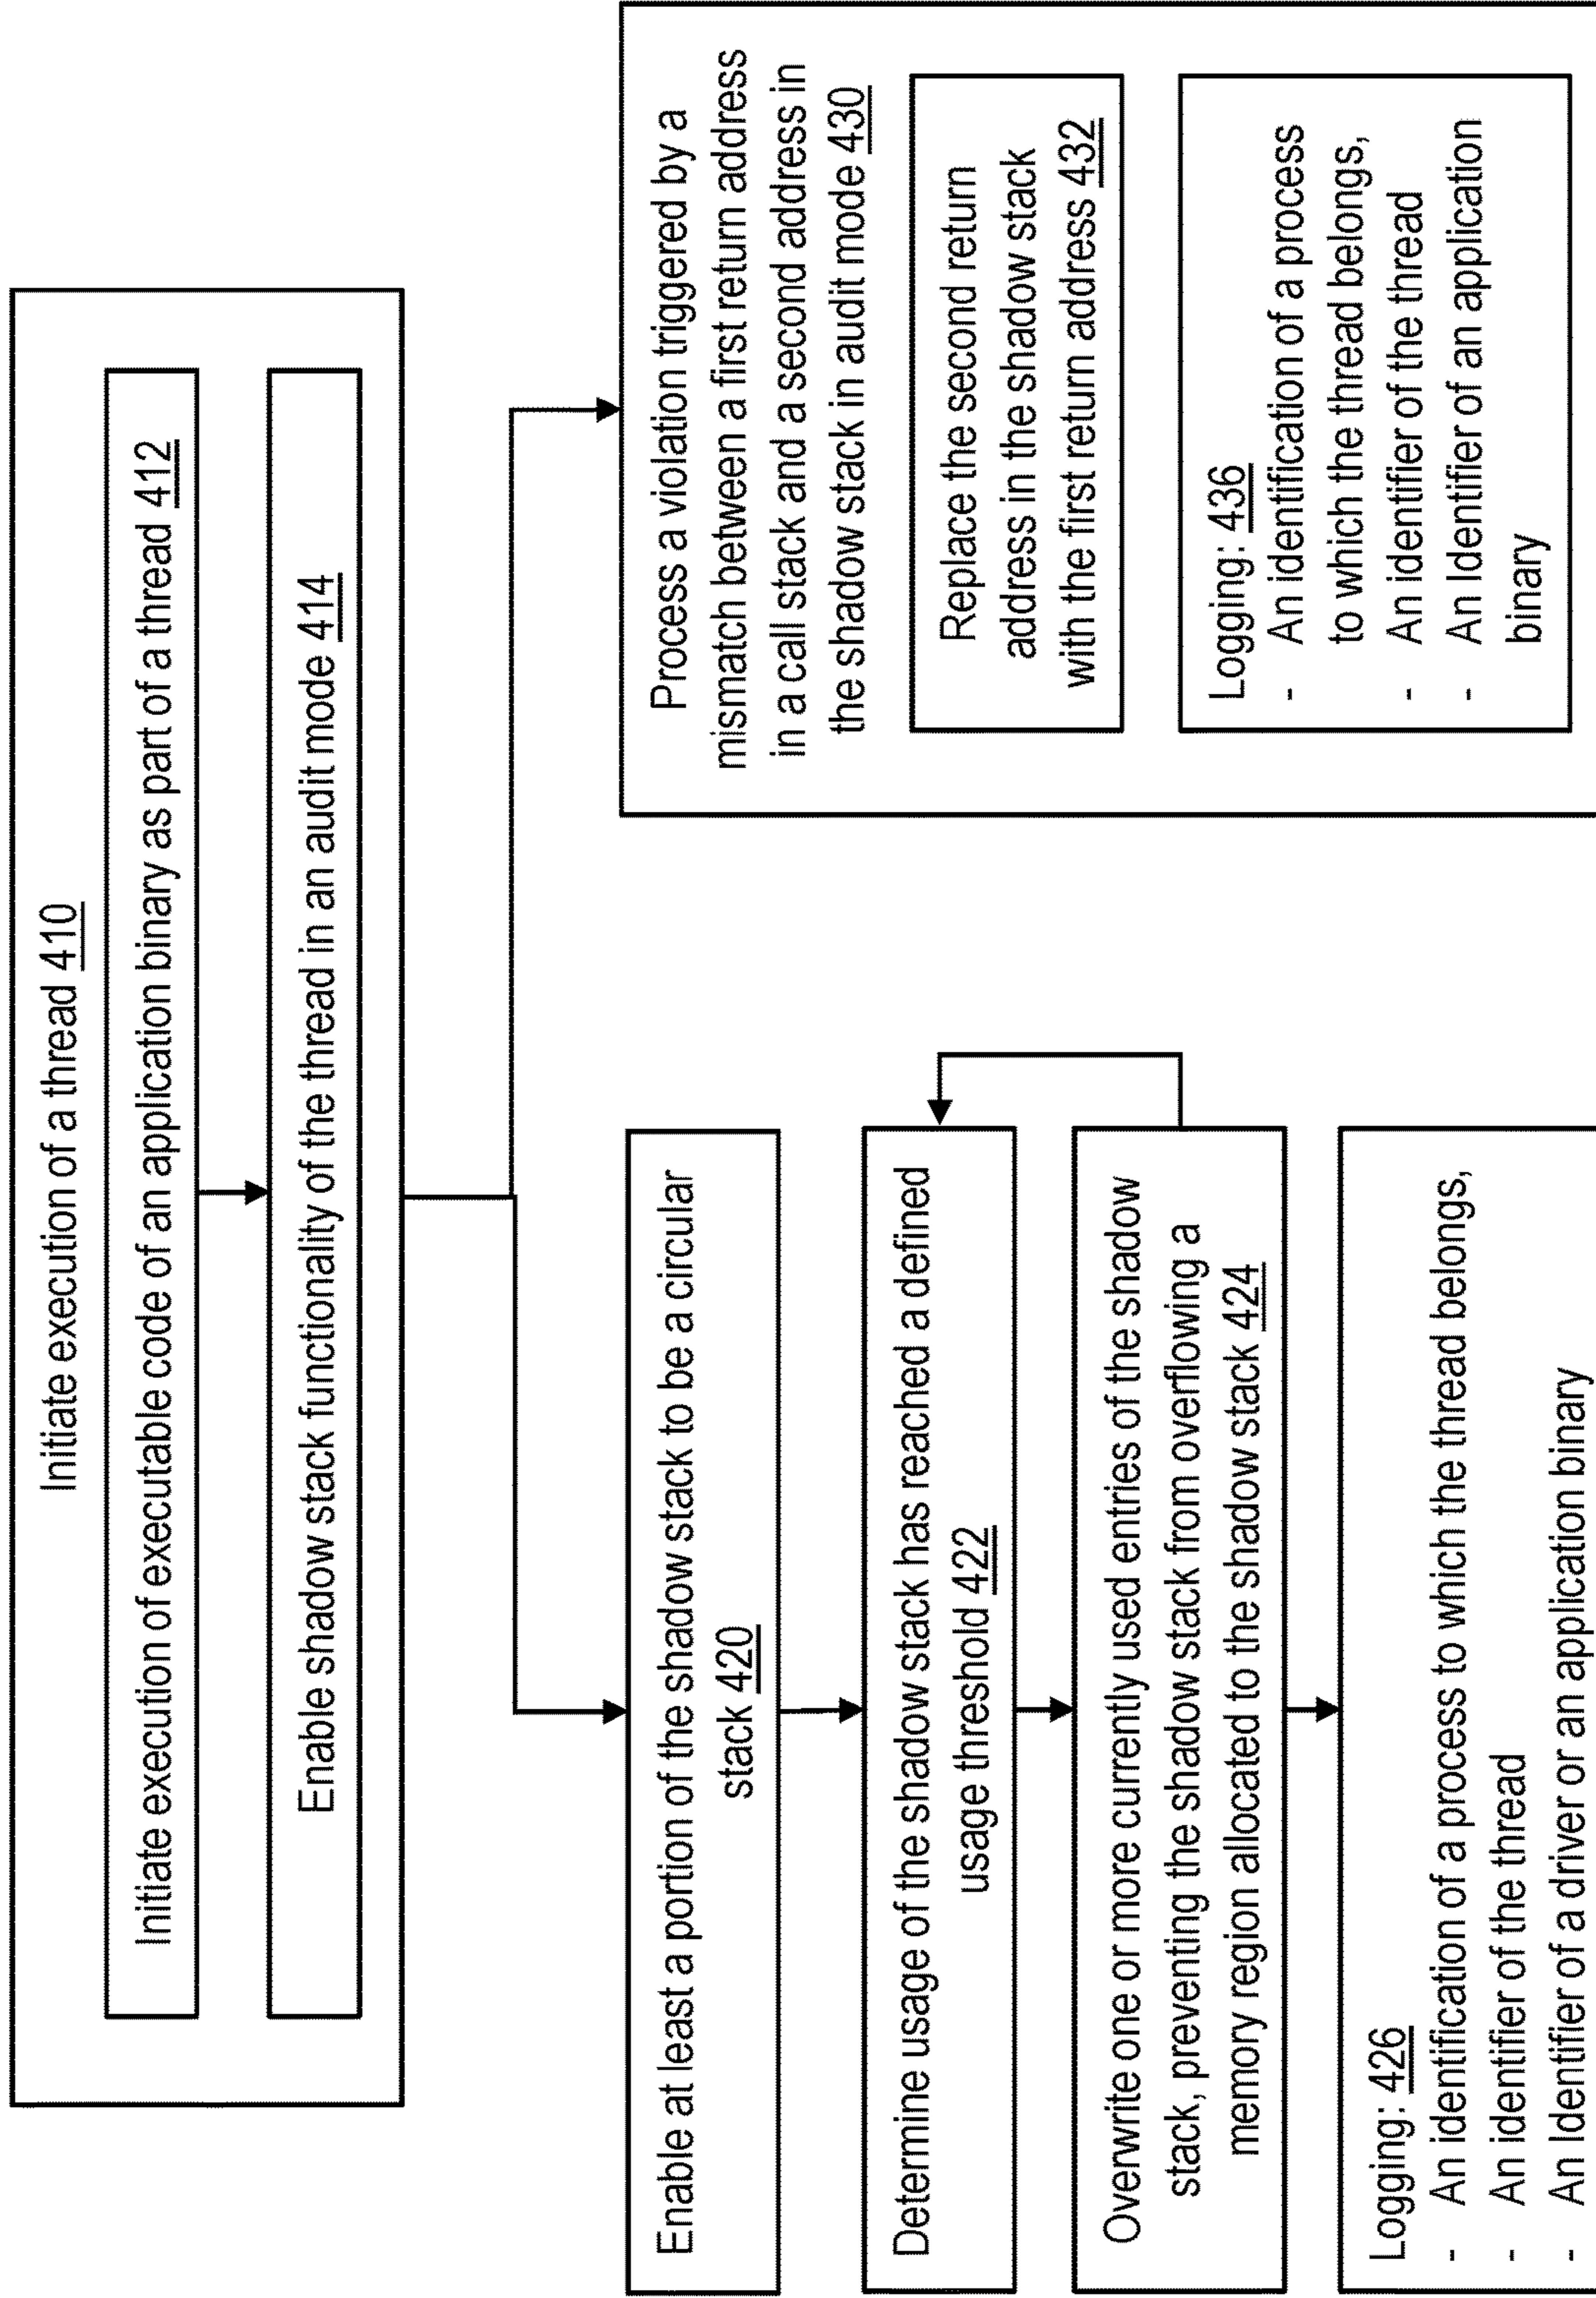 Initiate execution of a thread 410
Initiate execution of executable code of an application binary as part of a thread 412
Enable shadow stack functionality of the thread in an audit mode 414
Enable at least a portion of the shadow stack to be a circular
stack 420
Determine usage of the shadow stack has reached a defined
usage threshold 422
Overwrite one or more currently used entries of the shadow
stack, preventing the shadow stack from overflowing a
memory region allocated to the shadow stack 424
Logging: 426
- An identification of a process to which the thread belongs,
- An identifier of the thread
- An Identifier of a driver or an application binary
Process a violation triggered by a
mismatch between a first return address
in a call stack and a second address in
the shadow stack in audit mode 430
Replace the second return
address in the shadow stack
with the first return address 432
Logging: 436
- An identification of a process
to which the thread belongs,
- An identifier of the thread
- An Identifier of an application
binary